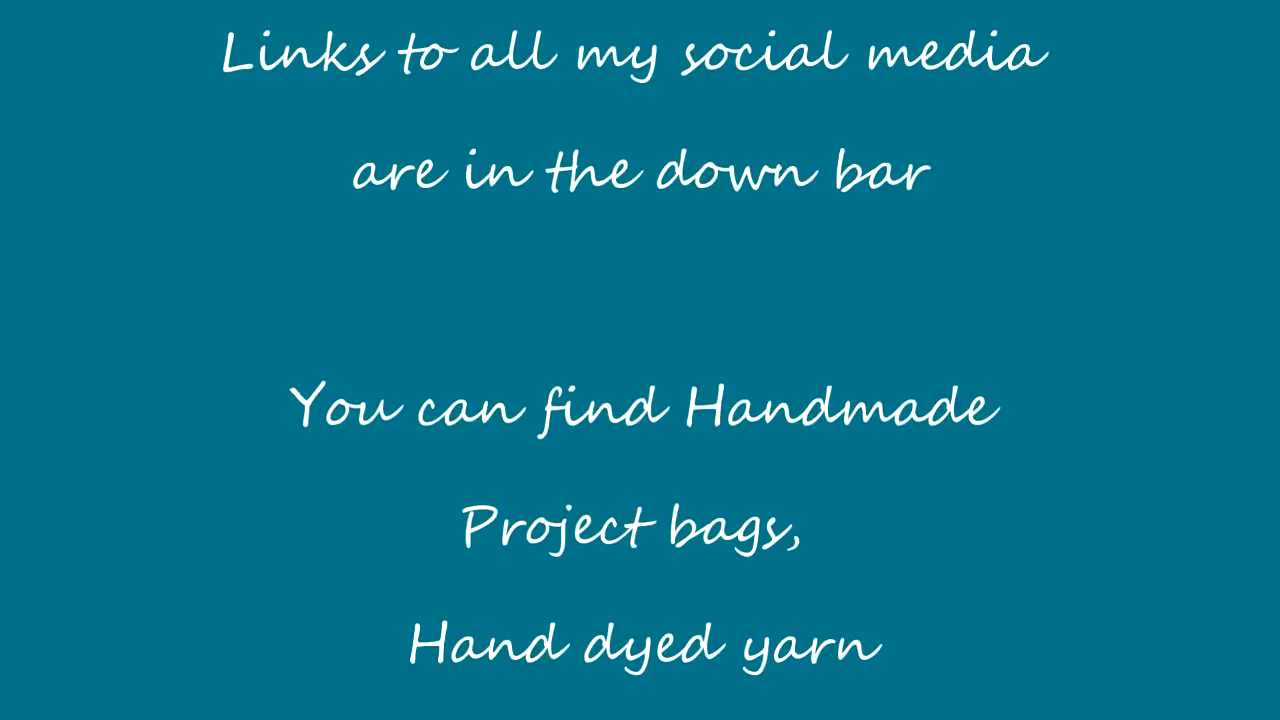 Links to all my social media
are in the down bar
You can find Handmade
Project bags,
Hand dyed yarn